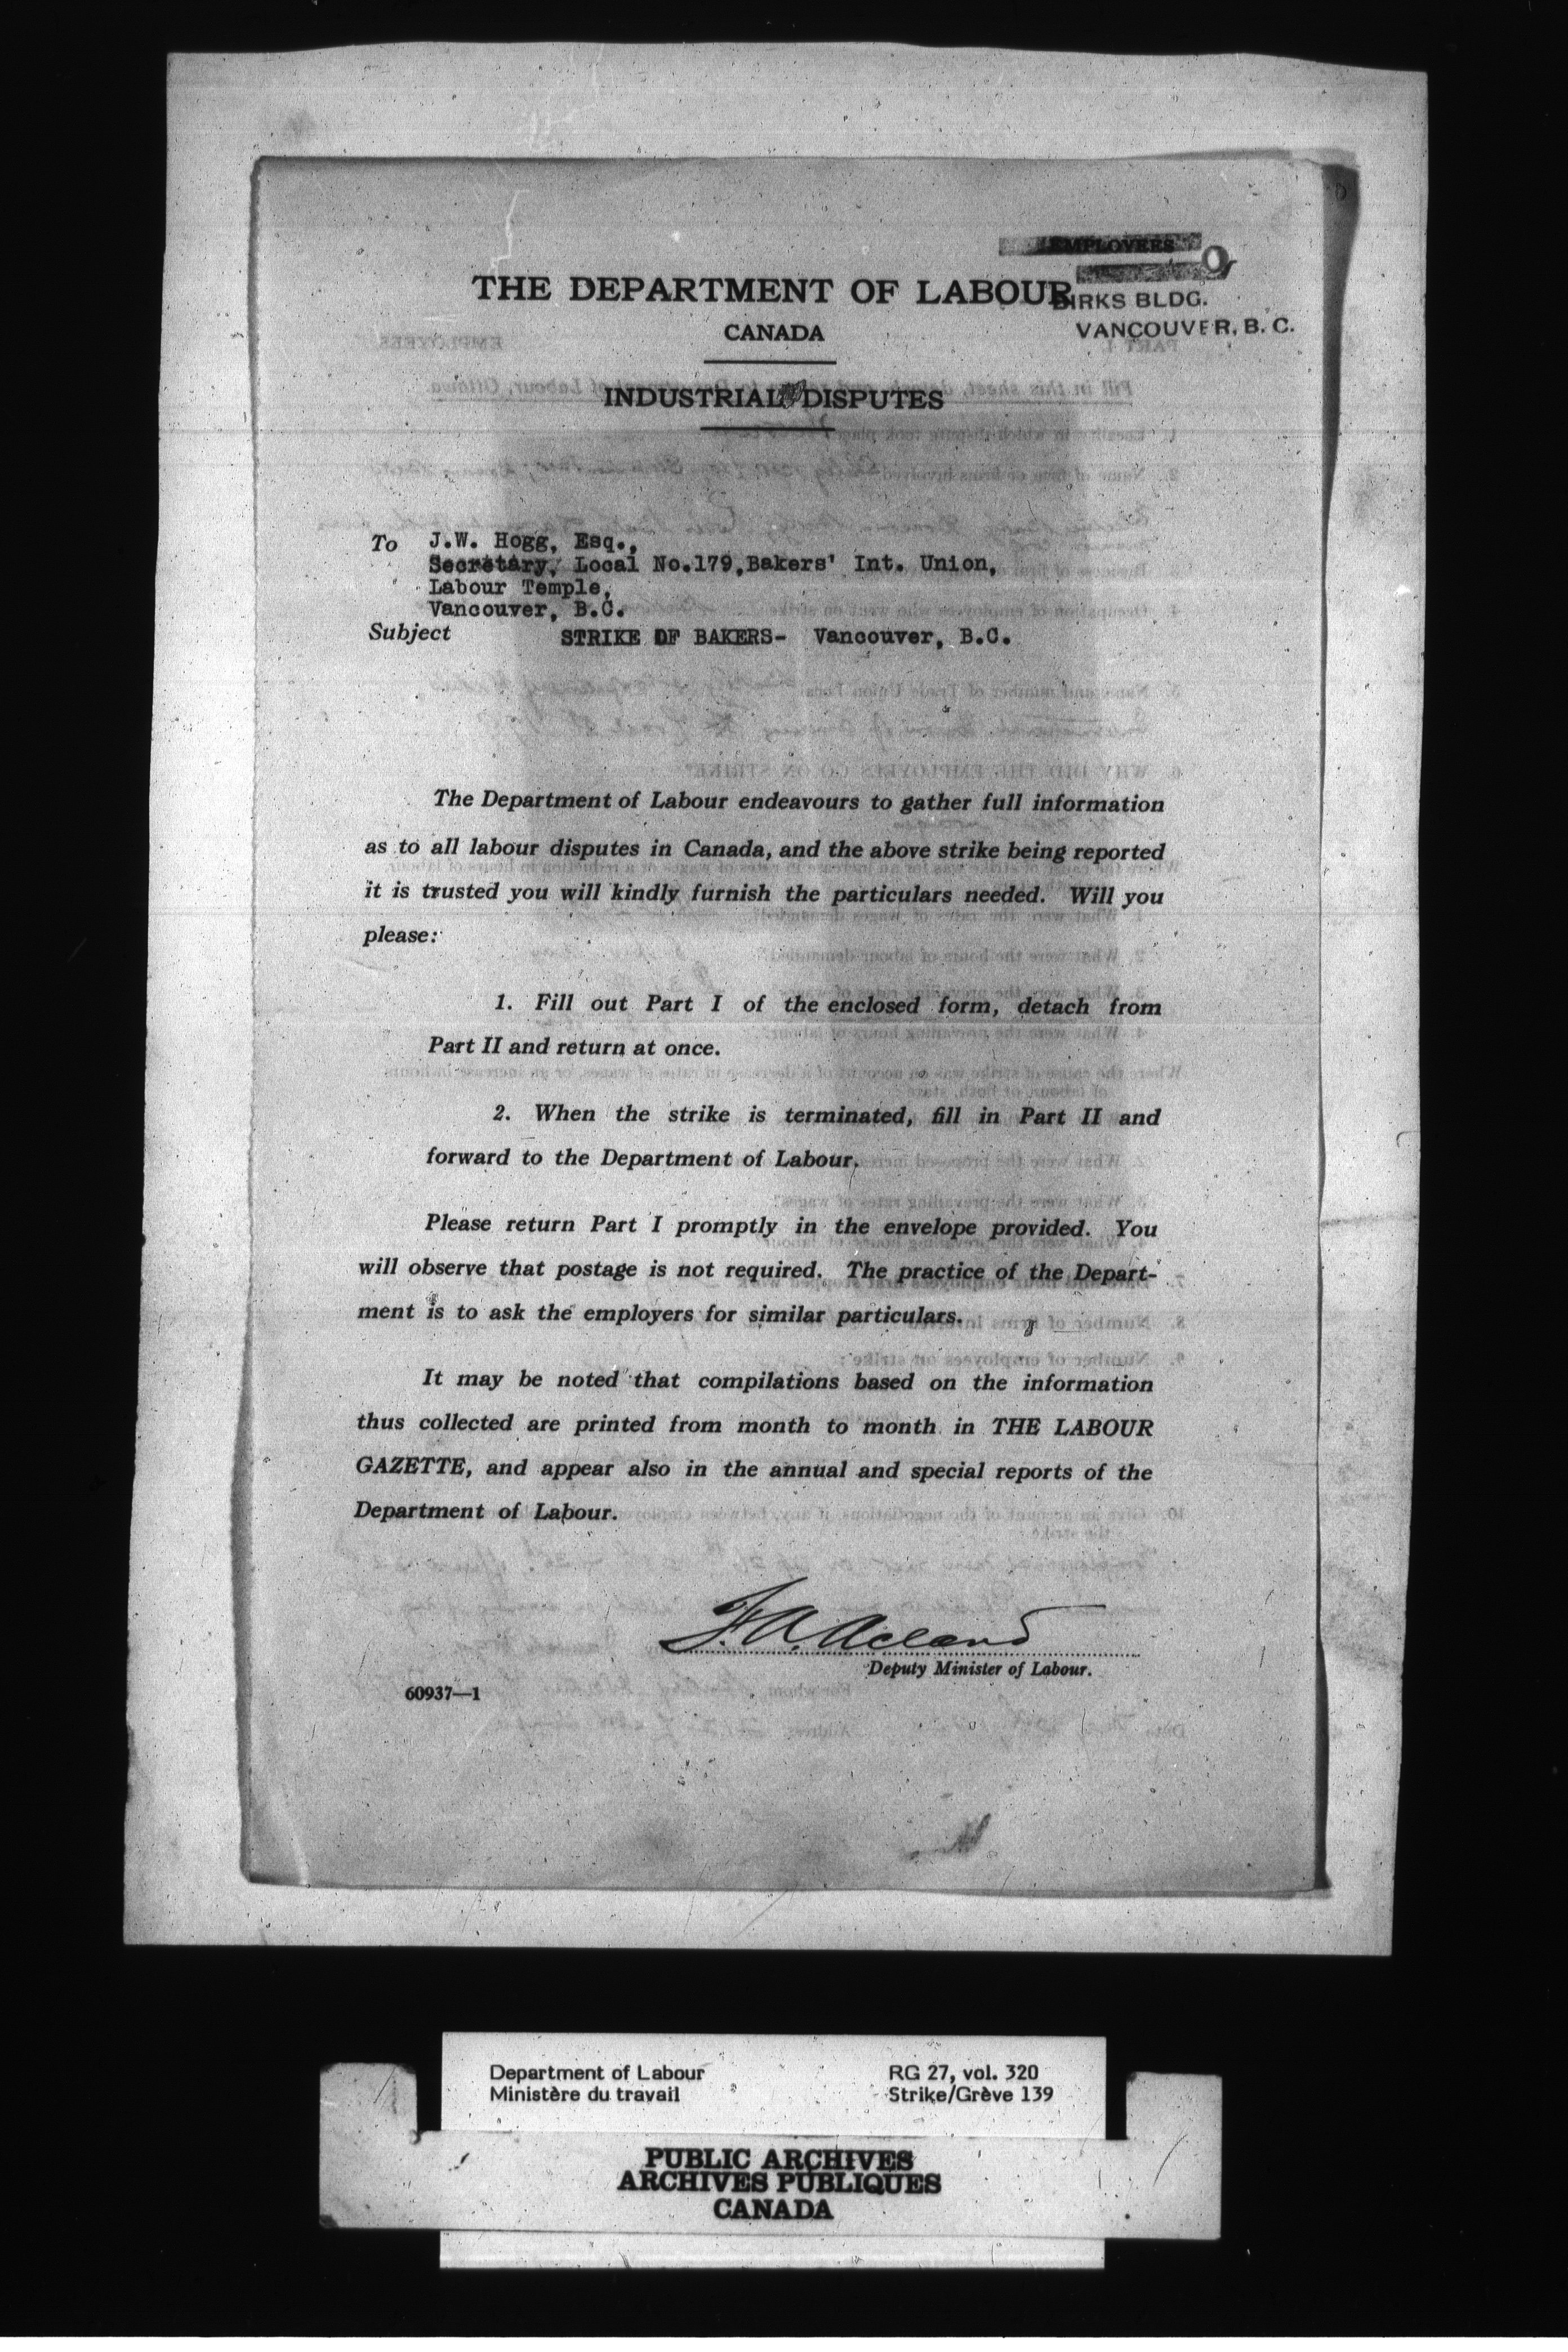 EMPLOYERS
THE DEPARTMENT OF LABOUR
BIRKS BLDG.
VANCOUVER, B. C.
CANADA
INDUSTRIAL DISPUTES
To J.W. Hogg, Esq.,
Secretary, Local No.179,Bakers' Int. Union,
Labour Temple,
Vancouver, B.C.
Subject STRIKE OF BAKERS- Vancouver, B.C.
The Department of Labour endeavours to gather full information
as to all labour disputes in Canada, and the above strike being reported
it is trusted you will kindly furnish the particulars needed. Will you
please:
1. Fill out Part I of the enclosed form, detach from
Part II and return at once.
2. When the strike is terminated, fill in Part II and
forward to the Department of Labour.
Please return Part I promptly in the envelope provided. You
will observe that postage is not required. The practice of the Depart-
ment is to ask the employers for similar particulars.
It may be noted that compilations based on the information
thus collected are printed from month to month in THE LABOUR
GAZETTE, and appear also in the annual and special reports of the
Department of Labour.
F. A. Acland
Deputy Minister of Labour.
60937—1
Department of Labour
Ministère du travail
RG 27, vol. 320
Strike/Grève 139
PUBLIC ARCHIVES
ARCHIVES PUBLIQUES
CANADA